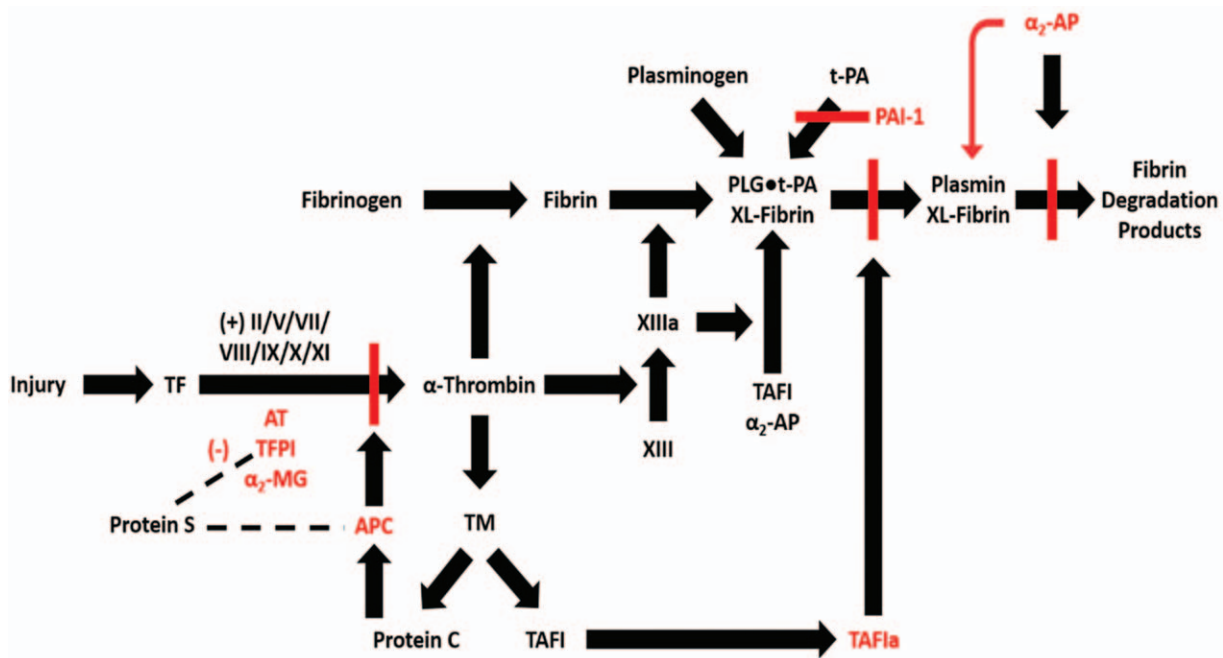 α₂-AP
Plasminogen
t-PA
PAI-1
Fibrinogen
Fibrin
PLG•t-PA
XL-Fibrin
Plasmin
XL-Fibrin
Fibrin
Degradation
Products
(+) II/V/VII/
VIII/IX/X/XI
XIIIa
Injury
TF
α-Thrombin
TAFI
α₂-AP
XIII
AT
(-) TFPI
α₂-MG
Protein S
APC
TM
Protein C
TAFI
TAFIa